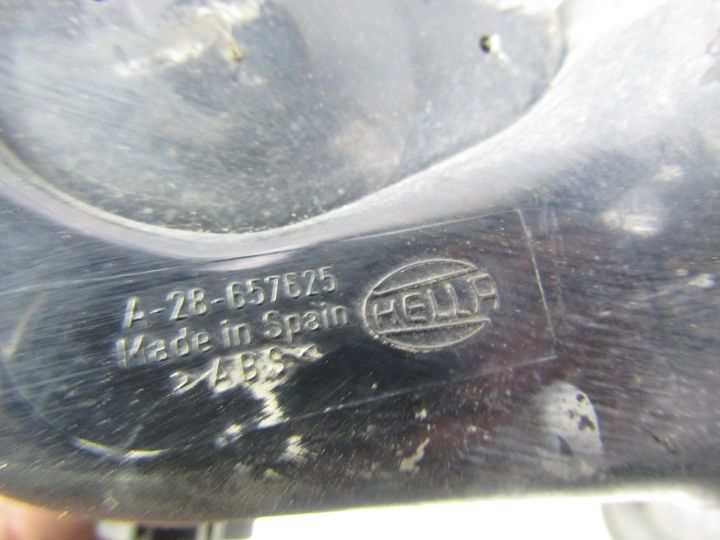 A-28-657625
Made in Spain
>ABS<
HELLA